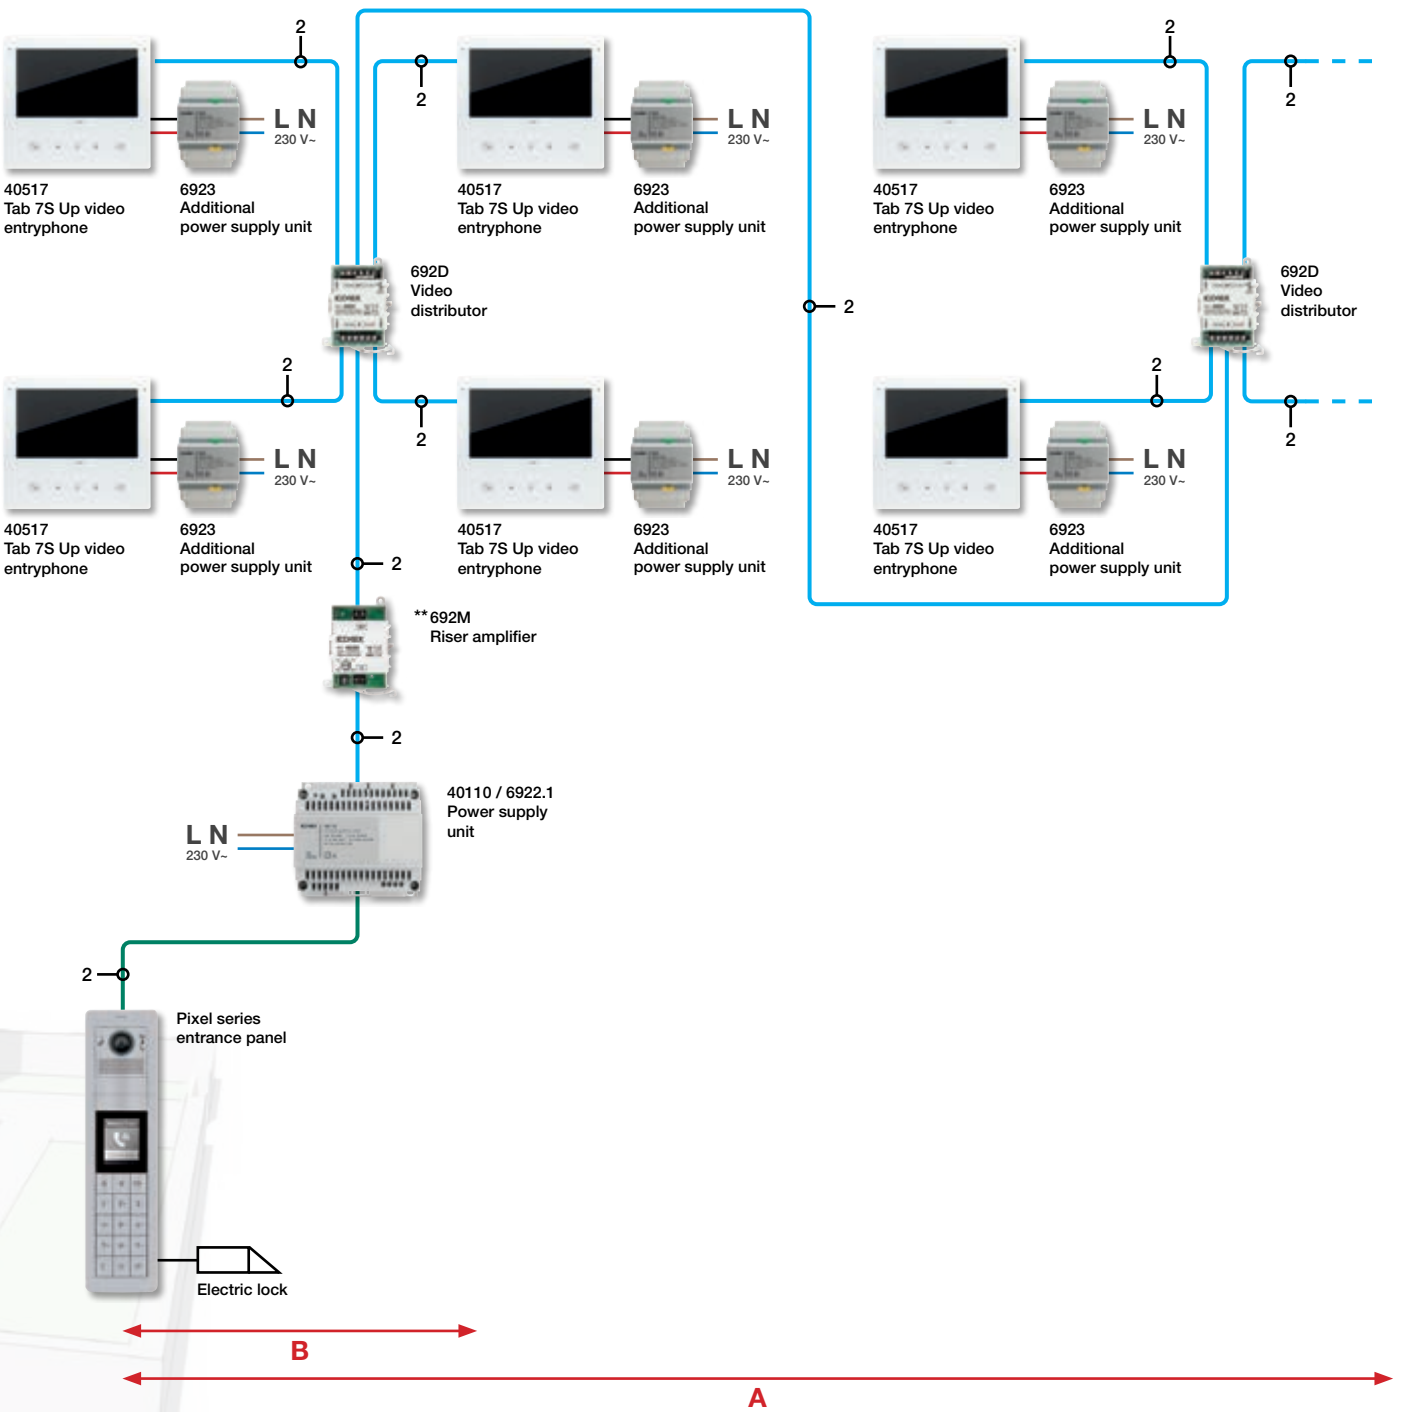 2
2
2
2
L N
230 V~
L N
230 V~
L N
230 V~
40517
Tab 7S Up video
entryphone
6923
Additional
power supply unit
40517
Tab 7S Up video
entryphone
6923
Additional
power supply unit
40517
Tab 7S Up video
entryphone
6923
Additional
power supply unit
692D
Video
distributor
2
692D
Video
distributor
2
2
2
2
L N
230 V~
L N
230 V~
L N
230 V~
40517
Tab 7S Up video
entryphone
6923
Additional
power supply unit
40517
Tab 7S Up video
entryphone
6923
Additional
power supply unit
40517
Tab 7S Up video
entryphone
6923
Additional
power supply unit
2
**692M
Riser amplifier
2
40110 / 6922.1
Power supply
unit
L N
230 V~
2
Pixel series
entrance panel
Electric lock
B
A